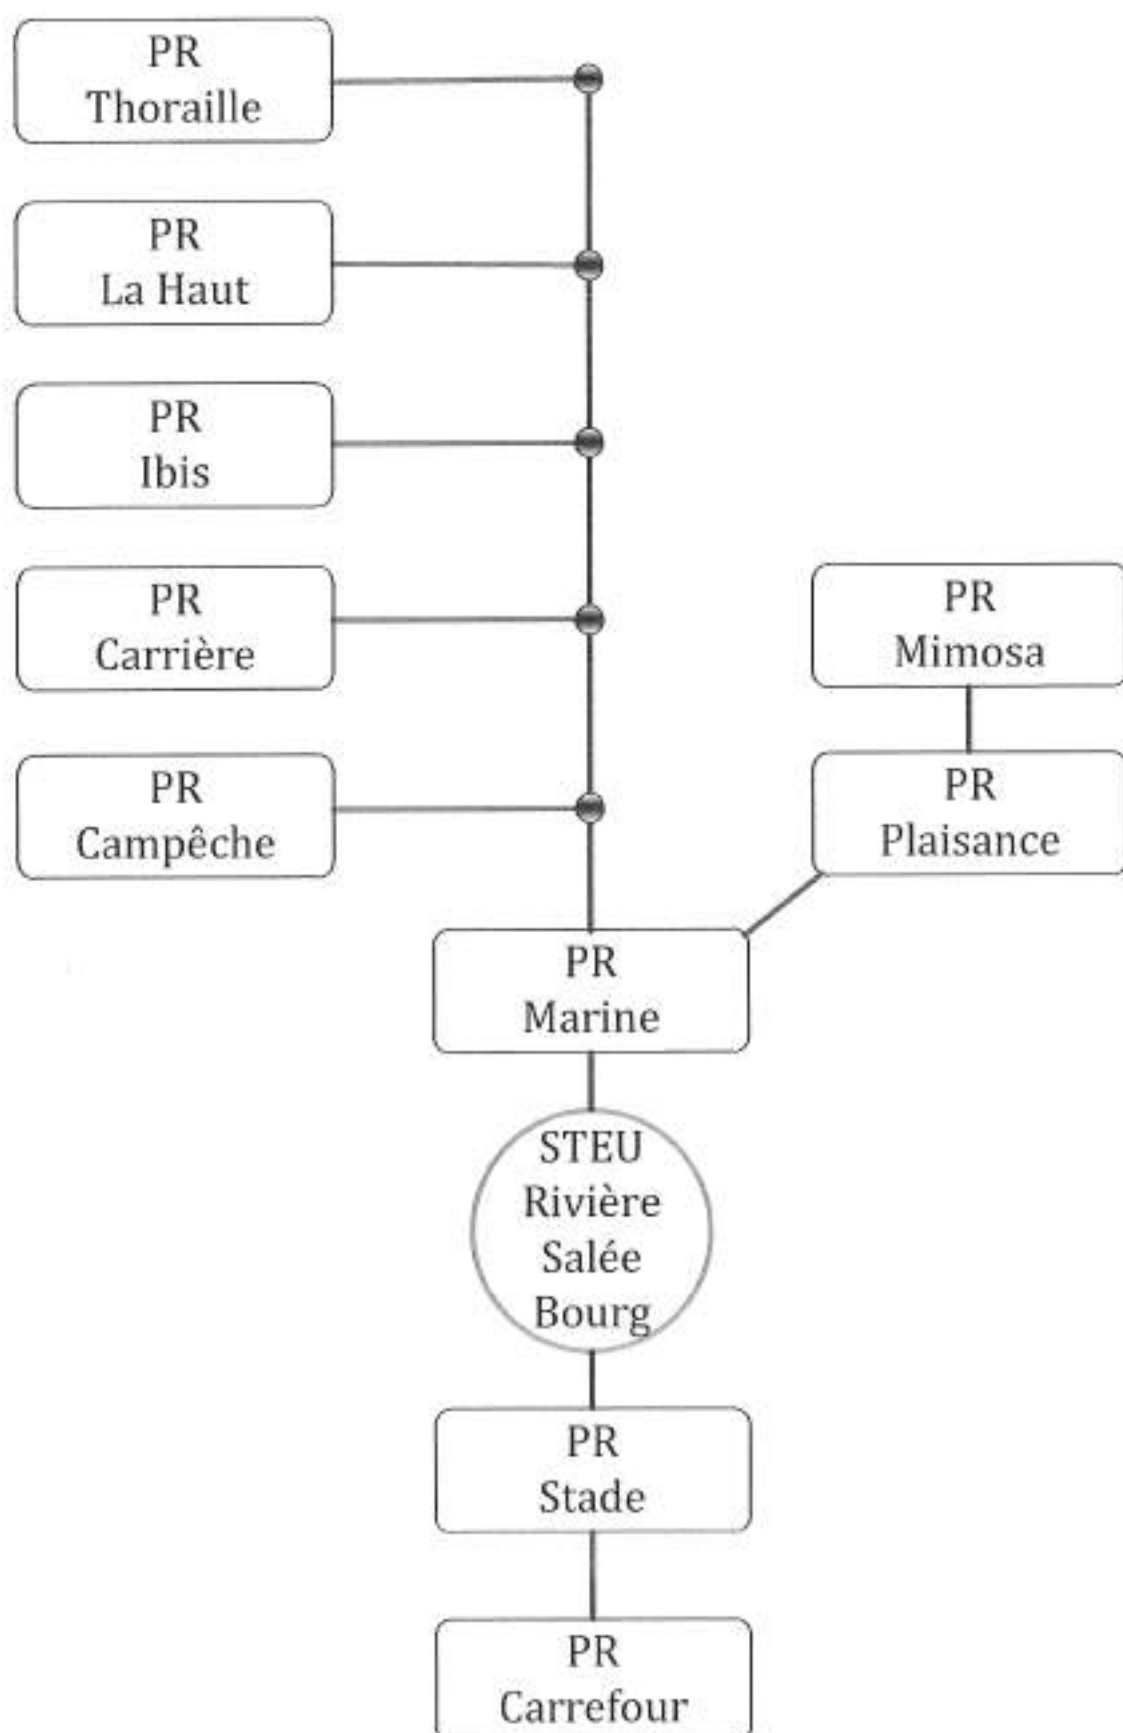 PR
Thoraille
PR
La Haut
PR
Ibis
PR
Carrière
PR
Mimosa
PR
Campêche
PR
Plaisance
PR
Marine
STEU
Rivière
Salée
Bourg
PR
Stade
PR
Carrefour